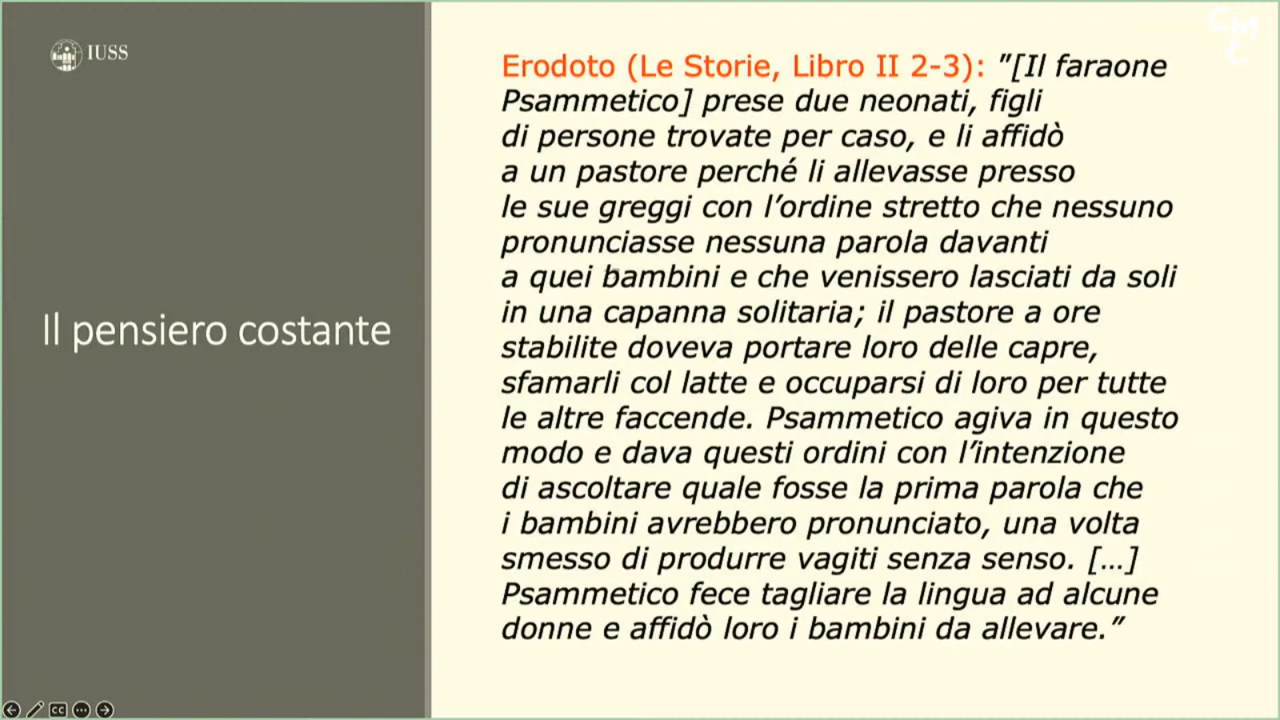 IUSS
CMC
Il pensiero costante
Erodoto (Le Storie, Libro II 2-3): "[Il faraone
Psammetico] prese due neonati, figli
di persone trovate per caso, e li affidò
a un pastore perché li allevasse presso
le sue greggi con l'ordine stretto che nessuno
pronunciasse nessuna parola davanti
a quei bambini e che venissero lasciati da soli
in una capanna solitaria; il pastore a ore
stabilite doveva portare loro delle capre,
sfamarli col latte e occuparsi di loro per tutte
le altre faccende. Psammetico agiva in questo
modo e dava questi ordini con l'intenzione
di ascoltare quale fosse la prima parola che
i bambini avrebbero pronunciato, una volta
smesso di produrre vagiti senza senso. […]
Psammetico fece tagliare la lingua ad alcune
donne e affidò loro i bambini da allevare."
CC